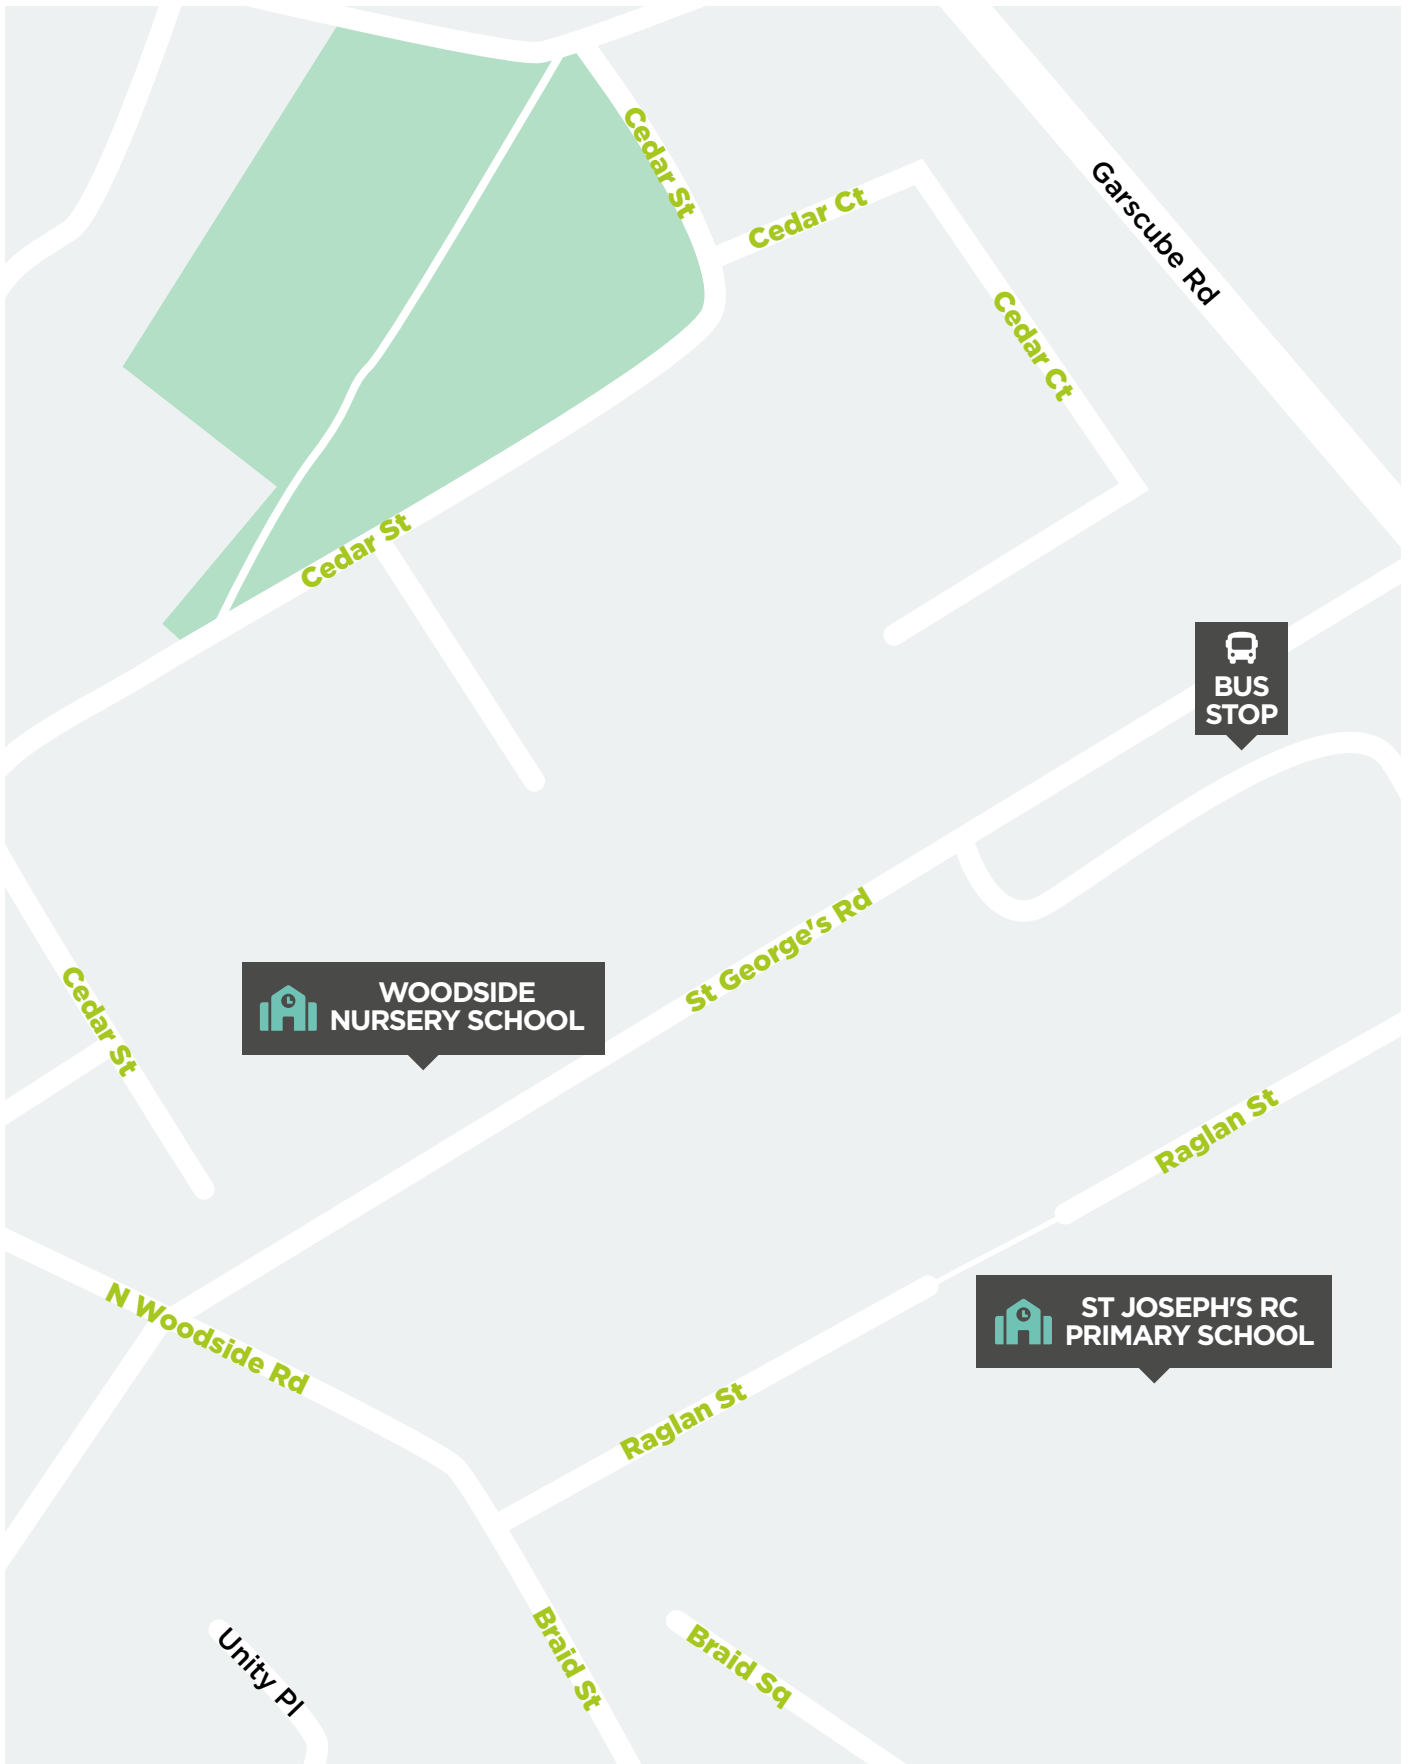 Cedar St
Cedar Ct
Garscube Rd
Cedar Ct
Cedar St
BUS
STOP
St George's Rd
Cedar St
WOODSIDE
NURSERY SCHOOL
Raglan St
N Woodside Rd
ST JOSEPH'S RC
PRIMARY SCHOOL
Raglan St
Braid St
Braid Sq
Unity Pl